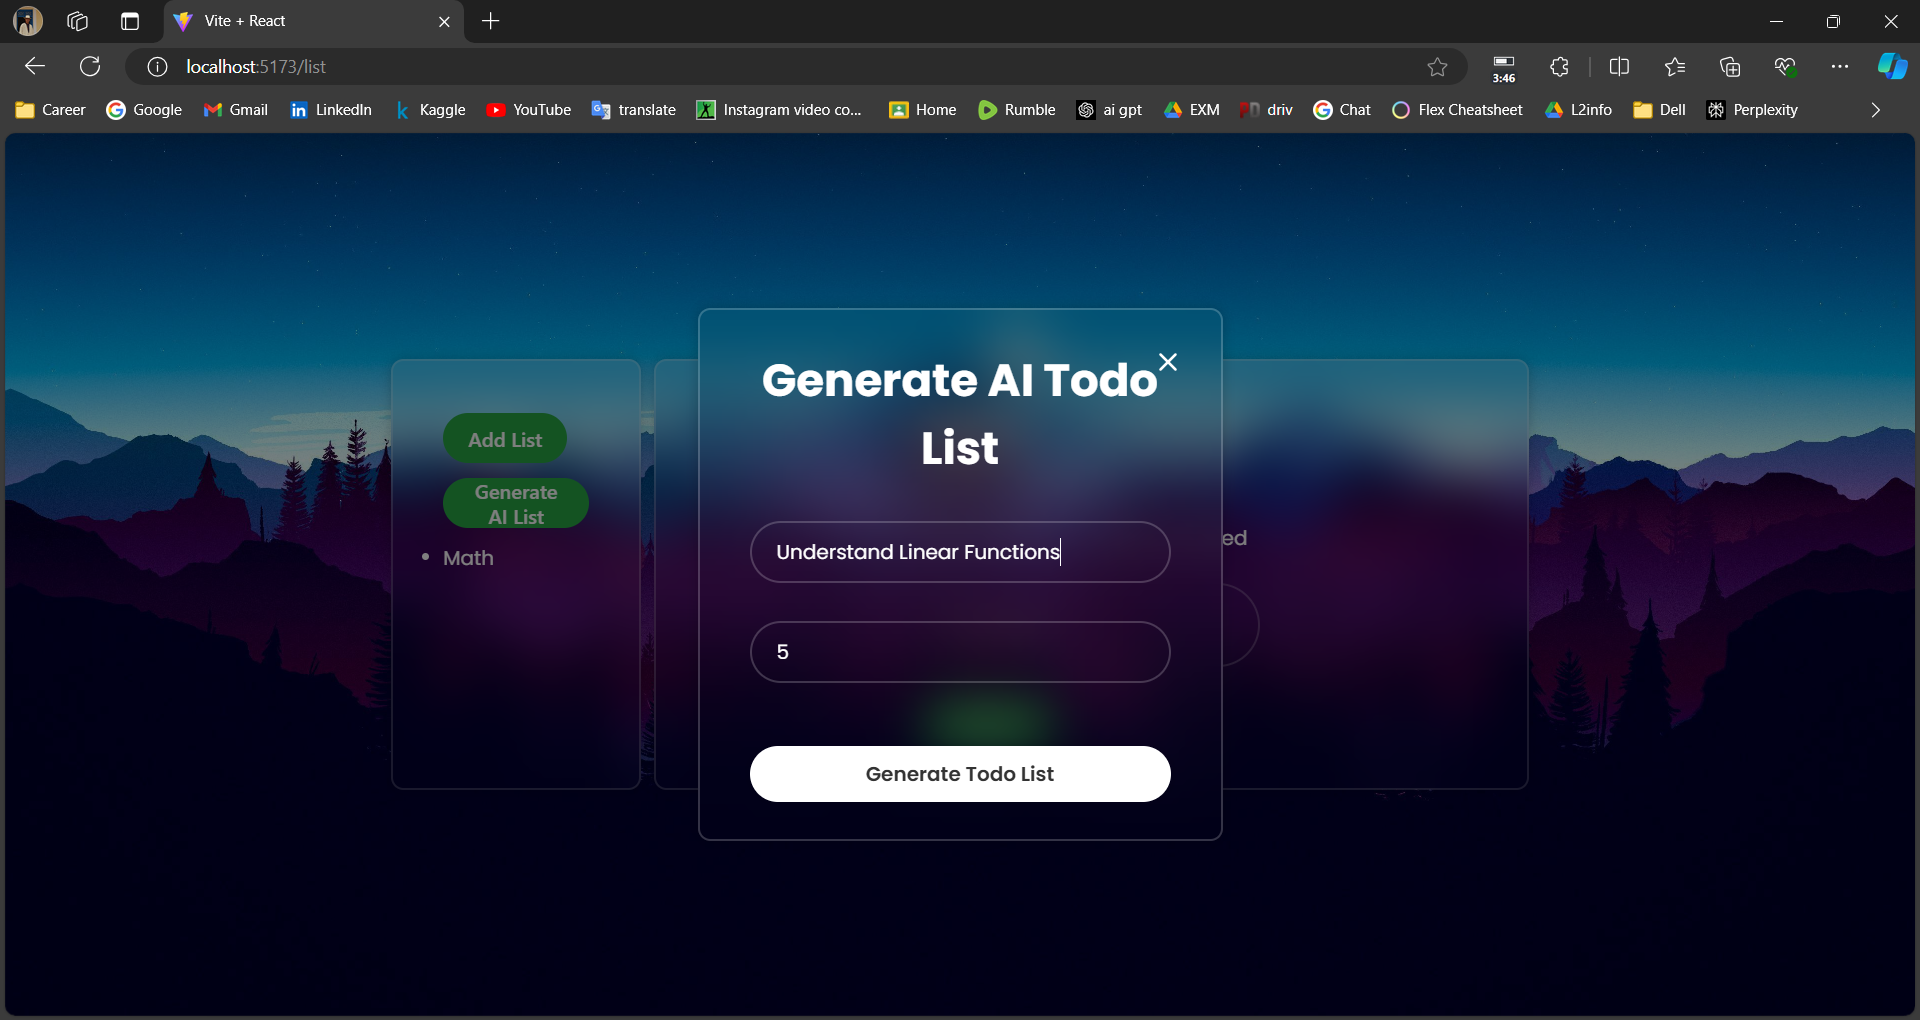 Vite + React
localhost:5173/list
3:46
Career
Google
Gmail
LinkedIn
Kaggle
YouTube
translate
Instagram video co...
Home
Rumble
ai gpt
EXM
driv
Chat
Flex Cheatsheet
L2info
Dell
Perplexity
Add List
Generate
AI List
Math
Generate AI Todo
List
Understand Linear Functions
ed
5
Generate Todo List